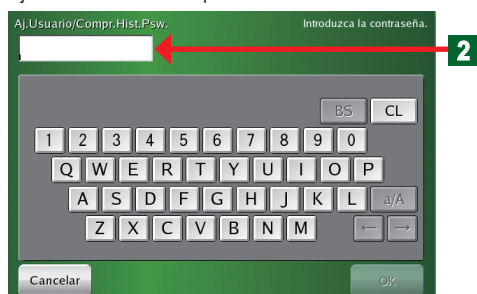 Aj.Usuario/Compr.Hist.Psw. Introduzca la contraseña.
2
BS CL
1 2 3 4 5 6 7 8 9 0
Q W E R T Y U I O P
A S D F G H J K L a/A
Z X C V B N M ← →
Cancelar OK